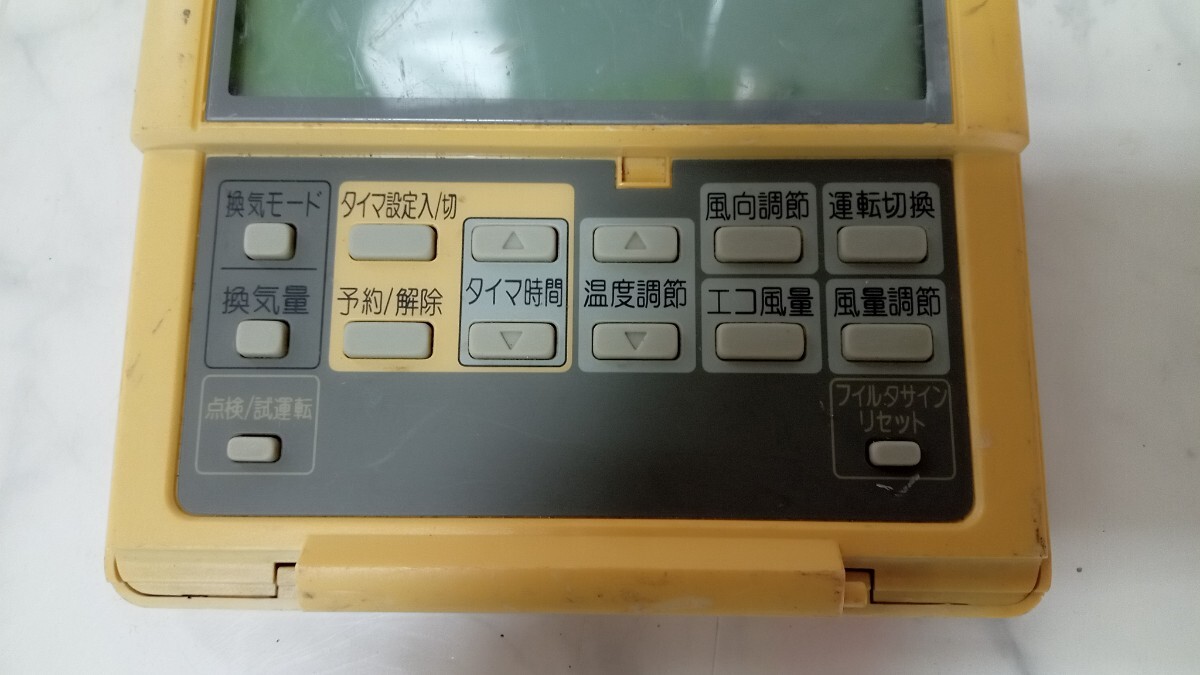 換気モード
タイマ設定入/切
▲
▲
風向調節
運転切換
換気量
予約/解除
タイマ時間
温度調節
エコ風量
風量調節
▽
▽
点検/試運転
フィルタサイン
リセット